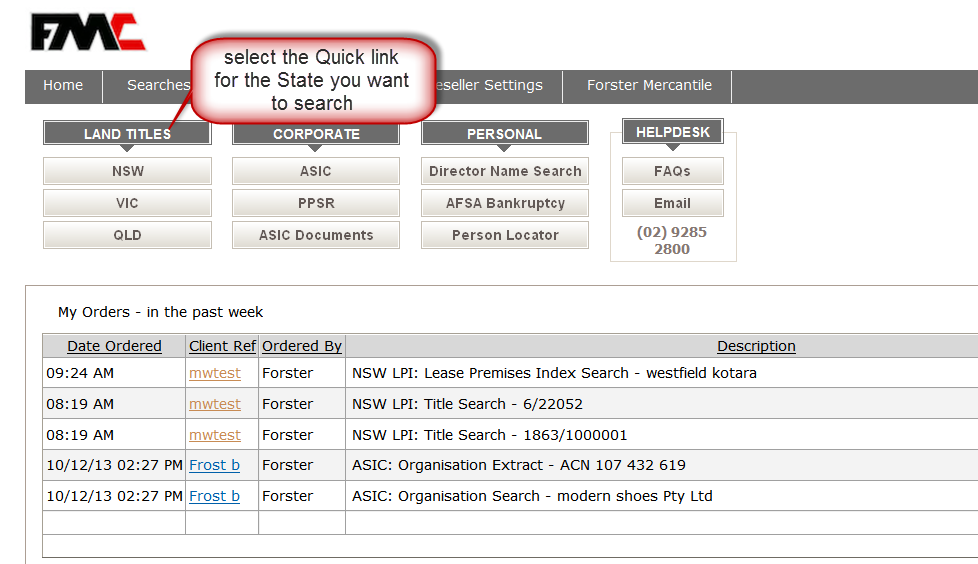 FMC
select the Quick link
for the State you want
to search
Home
Searches
eseller Settings
Forster Mercantile
LAND TITLES
NSW
VIC
QLD
CORPORATE
ASIC
PPSR
ASIC Documents
PERSONAL
Director Name Search
AFSA Bankruptcy
Person Locator
HELPDESK
FAQs
Email
(02) 9285
2800
My Orders - in the past week
Date Ordered Client Ref Ordered By Description
09:24 AM mwtest Forster NSW LPI: Lease Premises Index Search - westfield kotara
08:19 AM mwtest Forster NSW LPI: Title Search - 6/22052
08:19 AM mwtest Forster NSW LPI: Title Search - 1863/1000001
10/12/13 02:27 PM Frost b Forster ASIC: Organisation Extract - ACN 107 432 619
10/12/13 02:27 PM Frost b Forster ASIC: Organisation Search - modern shoes Pty Ltd